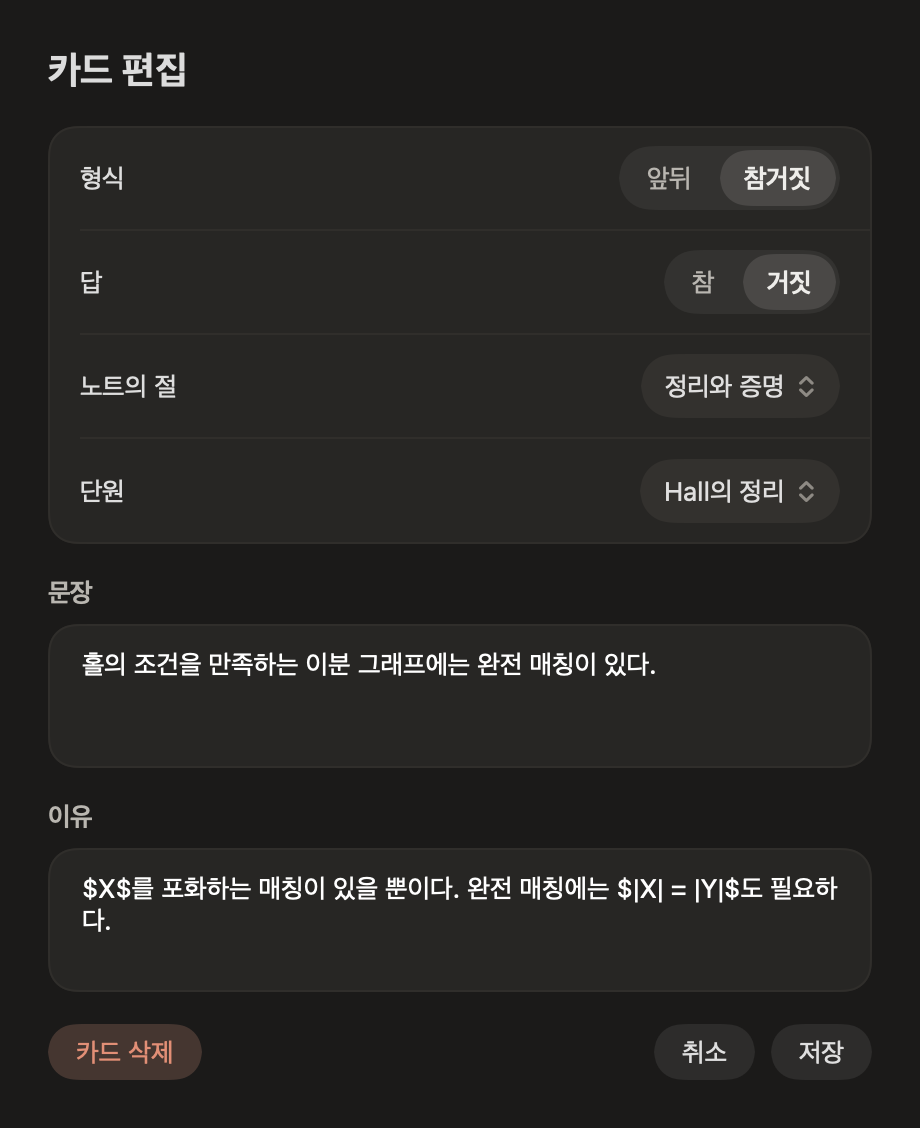 카드 편집
형식
앞뒤
참거짓
답
참
거짓
노트의 절
정리와 증명
단원
Hall의 정리
문장
홀의 조건을 만족하는 이분 그래프에는 완전 매칭이 있다.
이유
$X$를 포화하는 매칭이 있을 뿐이다. 완전 매칭에는 $|X| = |Y|$도 필요하
다.
카드 삭제
취소
저장